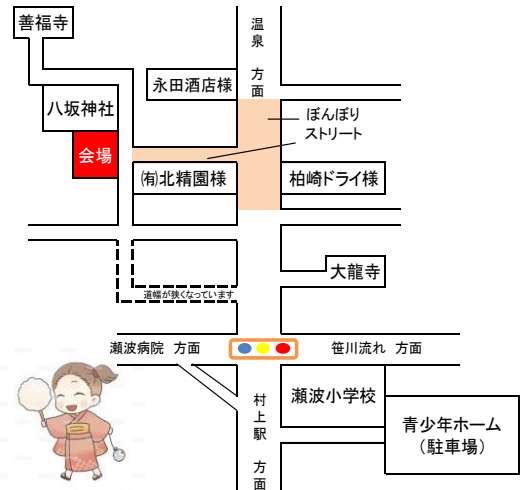 善福寺
温泉 方面
永田酒店様
八坂神社
ぼんぼり
ストリート
会場
㈲北精園様
柏崎ドライ様
大龍寺
道幅が狭くなっています
瀬波病院 方面
笹川流れ 方面
瀬波小学校
村上駅 方面
青少年ホーム
（駐車場）